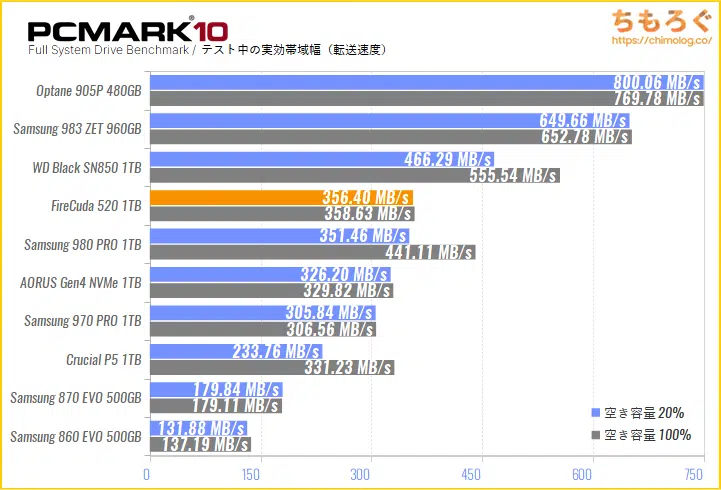 PCMARK®10
ちもろぐ
https://chimolog.co/
Full System Drive Benchmark / テスト中の実効帯域幅（転送速度）
Optane 905P 480GB 800.06 MB/s
769.78 MB/s
Samsung 983 ZET 960GB 649.66 MB/s
652.78 MB/s
WD Black SN850 1TB 466.29 MB/s
555.54 MB/s
FireCuda 520 1TB 356.40 MB/s
358.63 MB/s
Samsung 980 PRO 1TB 351.46 MB/s
441.11 MB/s
AORUS Gen4 NVMe 1TB 326.20 MB/s
329.82 MB/s
Samsung 970 PRO 1TB 305.84 MB/s
306.56 MB/s
Crucial P5 1TB 233.76 MB/s
331.23 MB/s
Samsung 870 EVO 500GB 179.84 MB/s
179.11 MB/s
Samsung 860 EVO 500GB 131.88 MB/s
137.19 MB/s
空き容量 20%
空き容量 100%
0 150 300 450 600 750